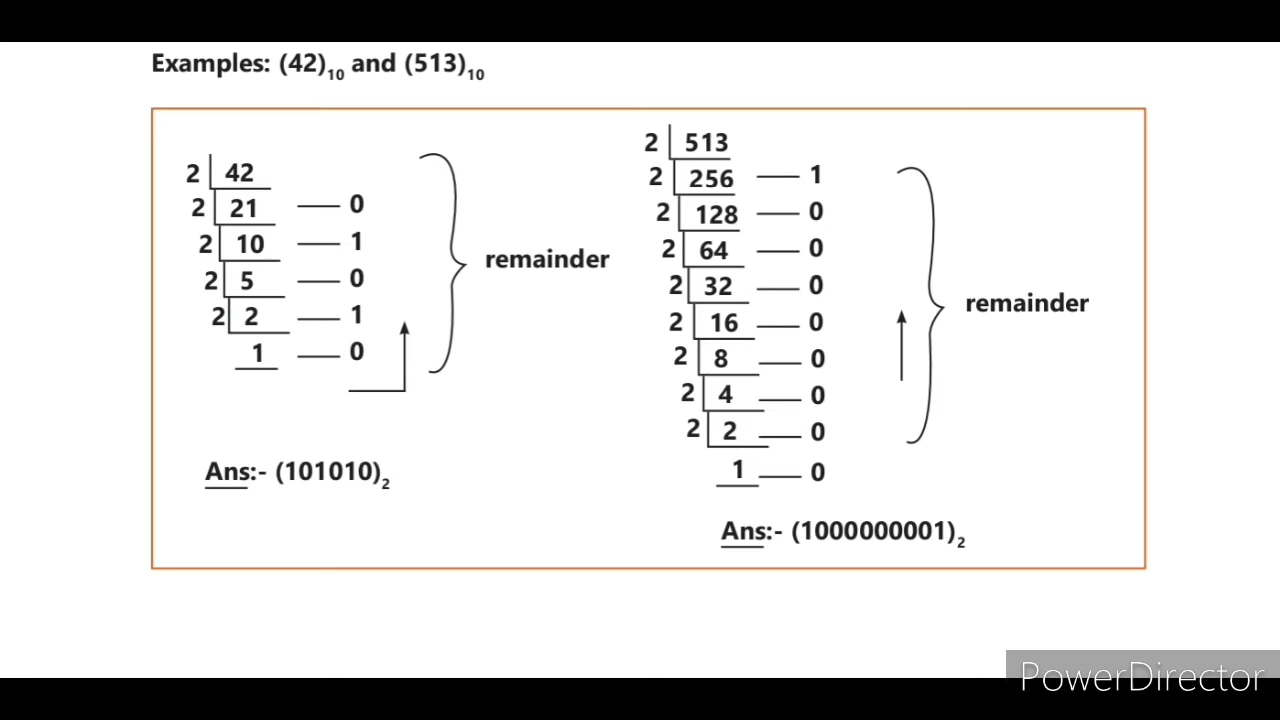 Examples: (42)10 and (513)10
2 42
2 21 — 0
2 10 — 1
2 5 — 0
2 2 — 1
1 — 0
remainder
Ans:- (101010)2
2 513
2 256 — 1
2 128 — 0
2 64 — 0
2 32 — 0
2 16 — 0
2 8 — 0
2 4 — 0
2 2 — 0
1 — 0
remainder
Ans:- (1000000001)2
PowerDirector